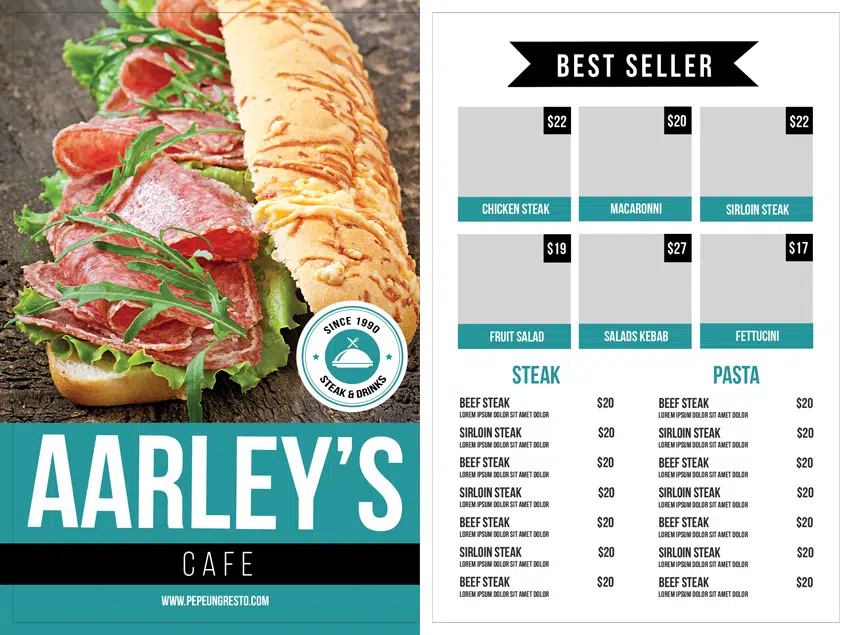 SINCE 1990
STEAK & DRINKS
AARLEY'S
CAFE
WWW.PEPEUNGRESTO.COM
BEST SELLER
$22
$20
$22
CHICKEN STEAK
MACARONNI
SIRLOIN STEAK
$19
$27
$17
FRUIT SALAD
SALADS KEBAB
FETTUCINI
STEAK
BEEF STEAK $20
LOREM IPSUM DOLOR SIT AMET DOLOR
SIRLOIN STEAK $20
LOREM IPSUM DOLOR SIT AMET DOLOR
BEEF STEAK $20
LOREM IPSUM DOLOR SIT AMET DOLOR
SIRLOIN STEAK $20
LOREM IPSUM DOLOR SIT AMET DOLOR
BEEF STEAK $20
LOREM IPSUM DOLOR SIT AMET DOLOR
SIRLOIN STEAK $20
LOREM IPSUM DOLOR SIT AMET DOLOR
BEEF STEAK $20
LOREM IPSUM DOLOR SIT AMET DOLOR
PASTA
BEEF STEAK $20
LOREM IPSUM DOLOR SIT AMET DOLOR
SIRLOIN STEAK $20
LOREM IPSUM DOLOR SIT AMET DOLOR
BEEF STEAK $20
LOREM IPSUM DOLOR SIT AMET DOLOR
SIRLOIN STEAK $20
LOREM IPSUM DOLOR SIT AMET DOLOR
BEEF STEAK $20
LOREM IPSUM DOLOR SIT AMET DOLOR
SIRLOIN STEAK $20
LOREM IPSUM DOLOR SIT AMET DOLOR
BEEF STEAK $20
LOREM IPSUM DOLOR SIT AMET DOLOR